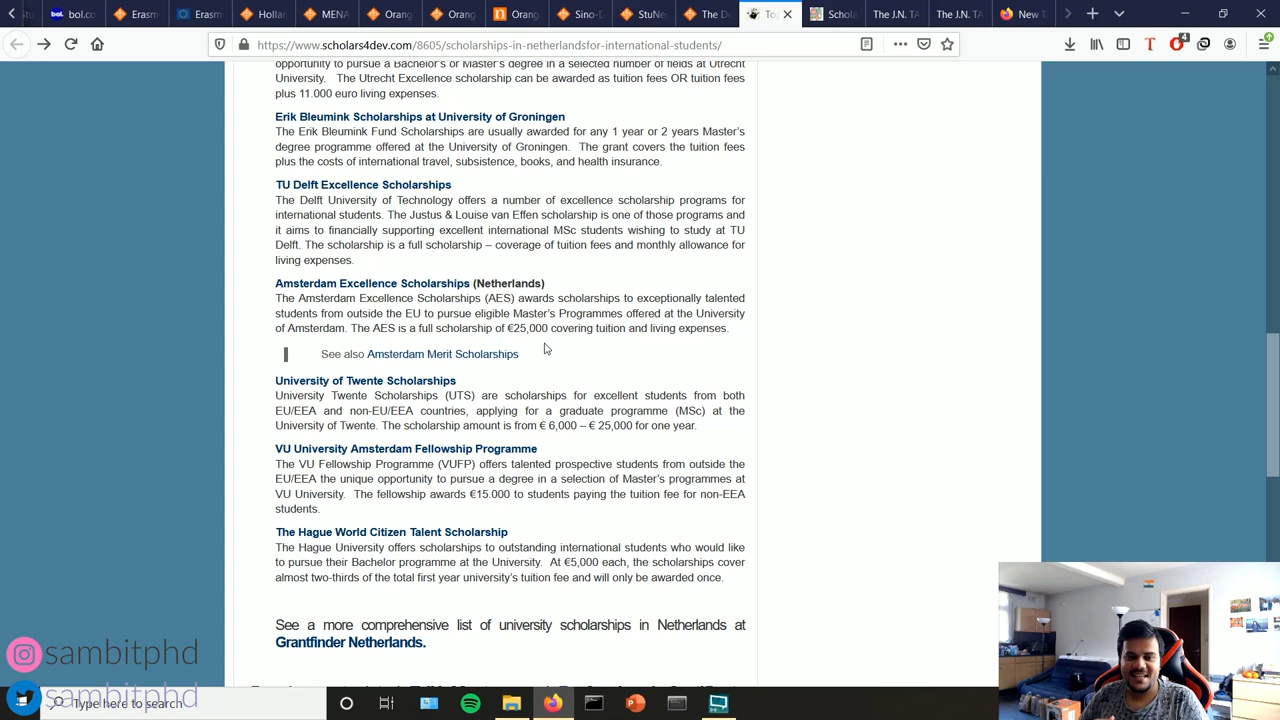 Erasm
Erasm
Hollan
MENA
Orang
Orang
Orang
Sino-D
StuNe
The D
To
Schola
The J.N. TA
The J.N. TA
New Ta
https://www.scholars4dev.com/8605/scholarships-in-netherlandsfor-international-students/
opportunity to pursue a Bachelor's or Master's degree in a selected number of fields at Utrecht
University. The Utrecht Excellence scholarship can be awarded as tuition fees OR tuition fees
plus 11.000 euro living expenses.
Erik Bleumink Scholarships at University of Groningen
The Erik Bleumink Fund Scholarships are usually awarded for any 1 year or 2 years Master's
degree programme offered at the University of Groningen. The grant covers the tuition fees
plus the costs of international travel, subsistence, books, and health insurance.
TU Delft Excellence Scholarships
The Delft University of Technology offers a number of excellence scholarship programs for
international students. The Justus & Louise van Effen scholarship is one of those programs and
it aims to financially supporting excellent international MSc students wishing to study at TU
Delft. The scholarship is a full scholarship – coverage of tuition fees and monthly allowance for
living expenses.
Amsterdam Excellence Scholarships (Netherlands)
The Amsterdam Excellence Scholarships (AES) awards scholarships to exceptionally talented
students from outside the EU to pursue eligible Master's Programmes offered at the University
of Amsterdam. The AES is a full scholarship of €25,000 covering tuition and living expenses.
See also Amsterdam Merit Scholarships
University of Twente Scholarships
University Twente Scholarships (UTS) are scholarships for excellent students from both
EU/EEA and non-EU/EEA countries, applying for a graduate programme (MSc) at the
University of Twente. The scholarship amount is from € 6,000 – € 25,000 for one year.
VU University Amsterdam Fellowship Programme
The VU Fellowship Programme (VUFP) offers talented prospective students from outside the
EU/EEA the unique opportunity to pursue a degree in a selection of Master's programmes at
VU University. The fellowship awards €15.000 to students paying the tuition fee for non-EEA
students.
The Hague World Citizen Talent Scholarship
The Hague University offers scholarships to outstanding international students who would like
to pursue their Bachelor programme at the University. At €5,000 each, the scholarships cover
almost two-thirds of the total first year university's tuition fee and will only be awarded once.
See a more comprehensive list of university scholarships in Netherlands at
Grantfinder Netherlands.
sambitphd
sambitphd
Type here to search